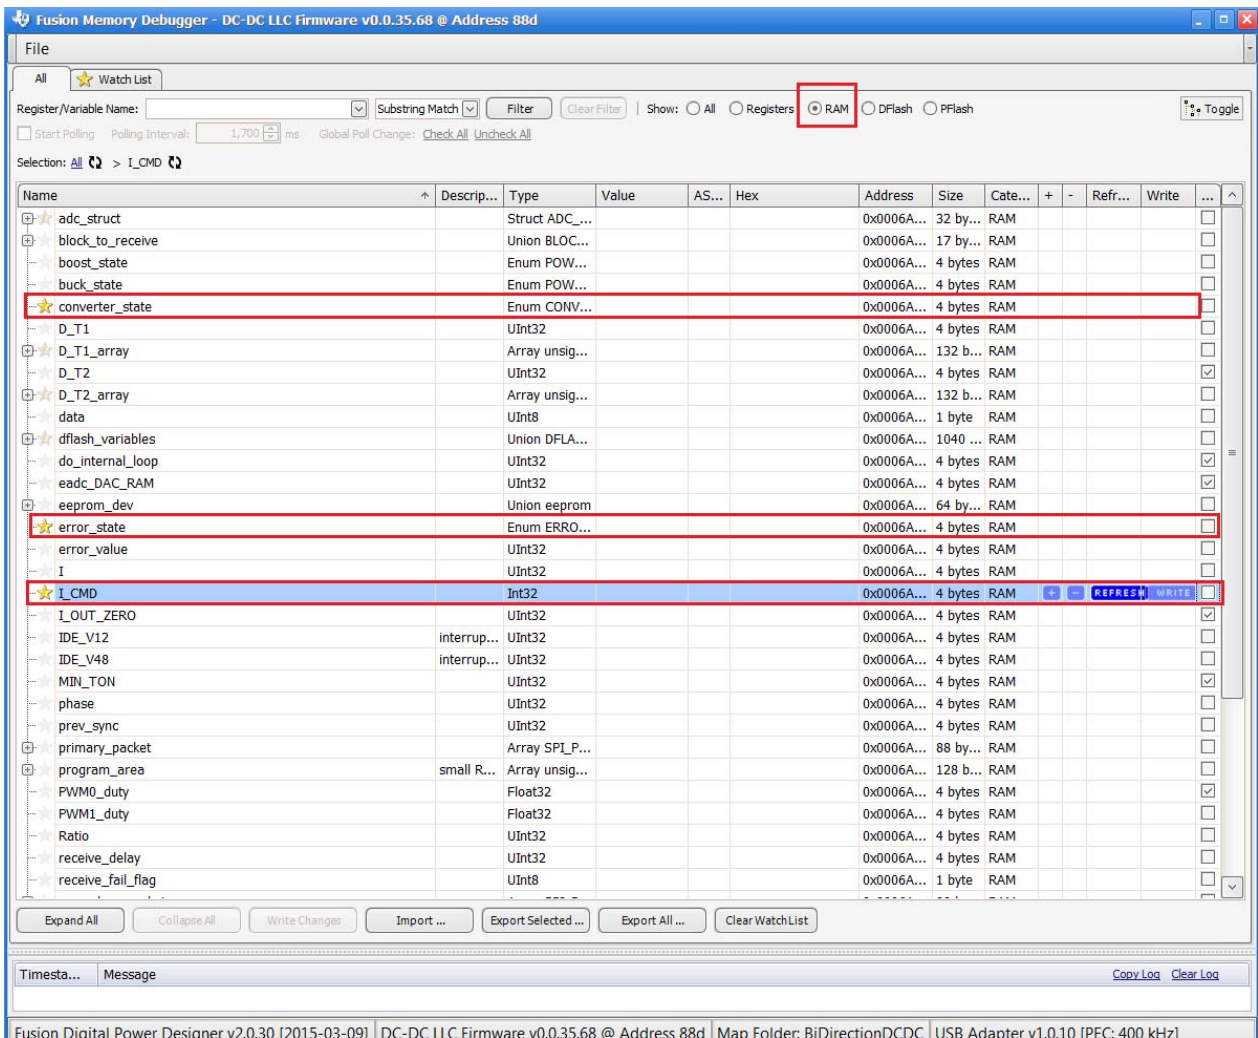 Fusion Memory Debugger - DC-DC LLC Firmware v0.0.35.68 @ Address 88d
File
All Watch List
Register/Variable Name: Substring Match Filter Clear Filter Show: All Registers RAM DFlash PFlash Toggle
Start Polling Polling Interval: 1,700 ms Global Poll Change: Check All Uncheck All
Selection: All > I_CMD
Name Descrip... Type Value AS... Hex Address Size Cate... + - Refr... Write ...
adc_struct Struct ADC_... 0x0006A... 32 by... RAM
block_to_receive Union BLOC... 0x0006A... 17 by... RAM
boost_state Enum POW... 0x0006A... 4 bytes RAM
buck_state Enum POW... 0x0006A... 4 bytes RAM
converter_state Enum CONV... 0x0006A... 4 bytes RAM
D_T1 UInt32 0x0006A... 4 bytes RAM
D_T1_array Array unsig... 0x0006A... 132 b... RAM
D_T2 UInt32 0x0006A... 4 bytes RAM
D_T2_array Array unsig... 0x0006A... 132 b... RAM
data UInt8 0x0006A... 1 byte RAM
dflash_variables Union DFLA... 0x0006A... 1040 ... RAM
do_internal_loop UInt32 0x0006A... 4 bytes RAM
eadc_DAC_RAM UInt32 0x0006A... 4 bytes RAM
eeprom_dev Union eeprom 0x0006A... 64 by... RAM
error_state Enum ERRO... 0x0006A... 4 bytes RAM
error_value UInt32 0x0006A... 4 bytes RAM
I UInt32 0x0006A... 4 bytes RAM
I_CMD Int32 0x0006A... 4 bytes RAM + - REFRESH WRITE
I_OUT_ZERO UInt32 0x0006A... 4 bytes RAM
IDE_V12 interrup... UInt32 0x0006A... 4 bytes RAM
IDE_V48 interrup... UInt32 0x0006A... 4 bytes RAM
MIN_TON UInt32 0x0006A... 4 bytes RAM
phase UInt32 0x0006A... 4 bytes RAM
prev_sync UInt32 0x0006A... 4 bytes RAM
primary_packet Array SPI_P... 0x0006A... 88 by... RAM
program_area small R... Array unsig... 0x0006A... 128 b... RAM
PWM0_duty Float32 0x0006A... 4 bytes RAM
PWM1_duty Float32 0x0006A... 4 bytes RAM
Ratio UInt32 0x0006A... 4 bytes RAM
receive_delay UInt32 0x0006A... 4 bytes RAM
receive_fail_flag UInt8 0x0006A... 1 byte RAM
Expand All Collapse All Write Changes Import ... Export Selected ... Export All ... Clear WatchList
Timesta... Message Copy Log Clear Log
Fusion Digital Power Designer v2.0.30 [2015-03-09] DC-DC LLC Firmware v0.0.35.68 @ Address 88d Map Folder: BiDirectionDCDC USB Adapter v1.0.10 [PEC; 400 kHz]